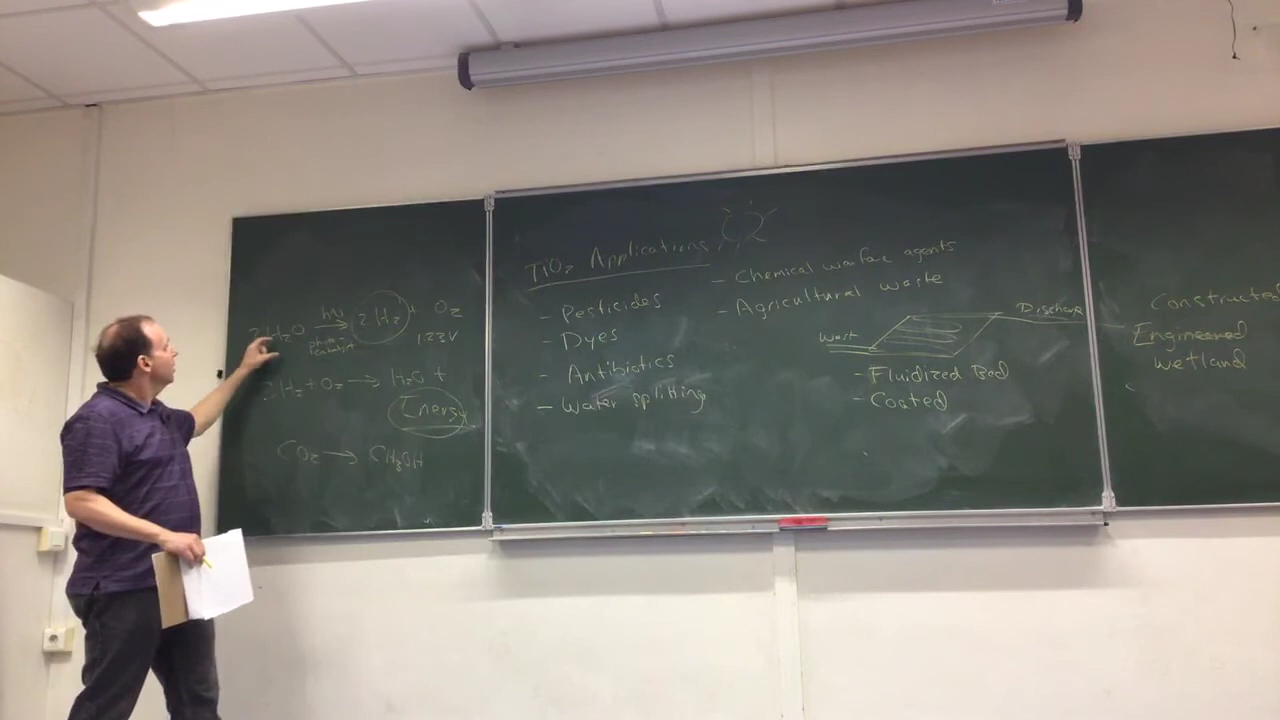 2H₂O hν → 2H₂ + O₂
photo-
catalyst
1.23V
2H₂ + O₂ → H₂O +
Energy
CO₂ → CH₃OH
TiO₂ Applications
- Pesticides
- Dyes
- Antibiotics
- Water splitting
- Chemical warfare agents
- Agricultural waste
Wast
Discharge
- Fluidized Bed
- Coated
Constructed
Engineered
wetland